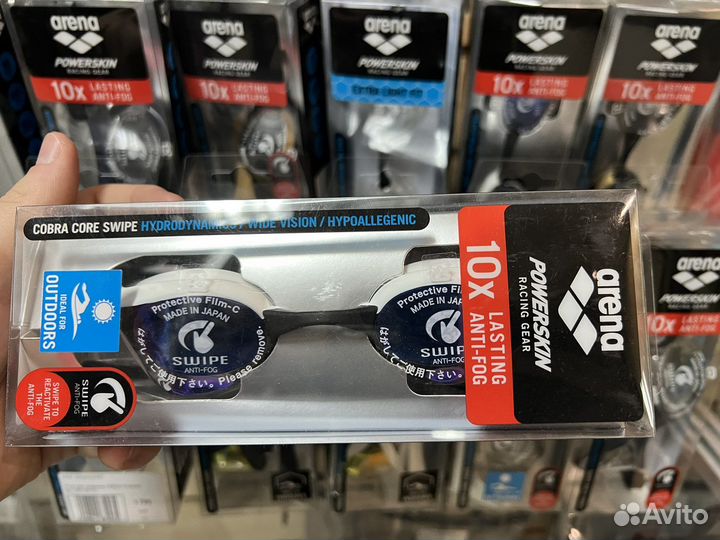 arena
POWERSKIN
RACING GEAR
10x LASTING
ANTI-FOG
arena
POWERSKIN
RACING GEAR
10x LASTING
ANTI-FOG
arena
POWERSKIN
RACING GEAR
arena
POWERSKIN
RACING GEAR
10x LASTING
ANTI-FOG
arena
POWERSKIN
RACING GEAR
10x LASTING
ANTI-FOG
COBRA CORE SWIPE HYDRODYNAMICS / WIDE VISION / HYPOALLERGENIC
IDEAL FOR
OUTDOORS
SWIPE
ANTI-FOG
SWIPE TO
REACTIVATE
THE
ANTI-FOG
Protective Film-C
MADE IN JAPAN
SWIPE
ANTI-FOG
はがしてご使用下さい。Please remove.
Protective Film-C
MADE IN JAPAN
SWIPE
ANTI-FOG
はがしてご使用下さい。Please remove.
10x LASTING
ANTI-FOG
arena
POWERSKIN
RACING GEAR
arena
POWERSKIN
10x LASTING
ANTI-FOG
Avito